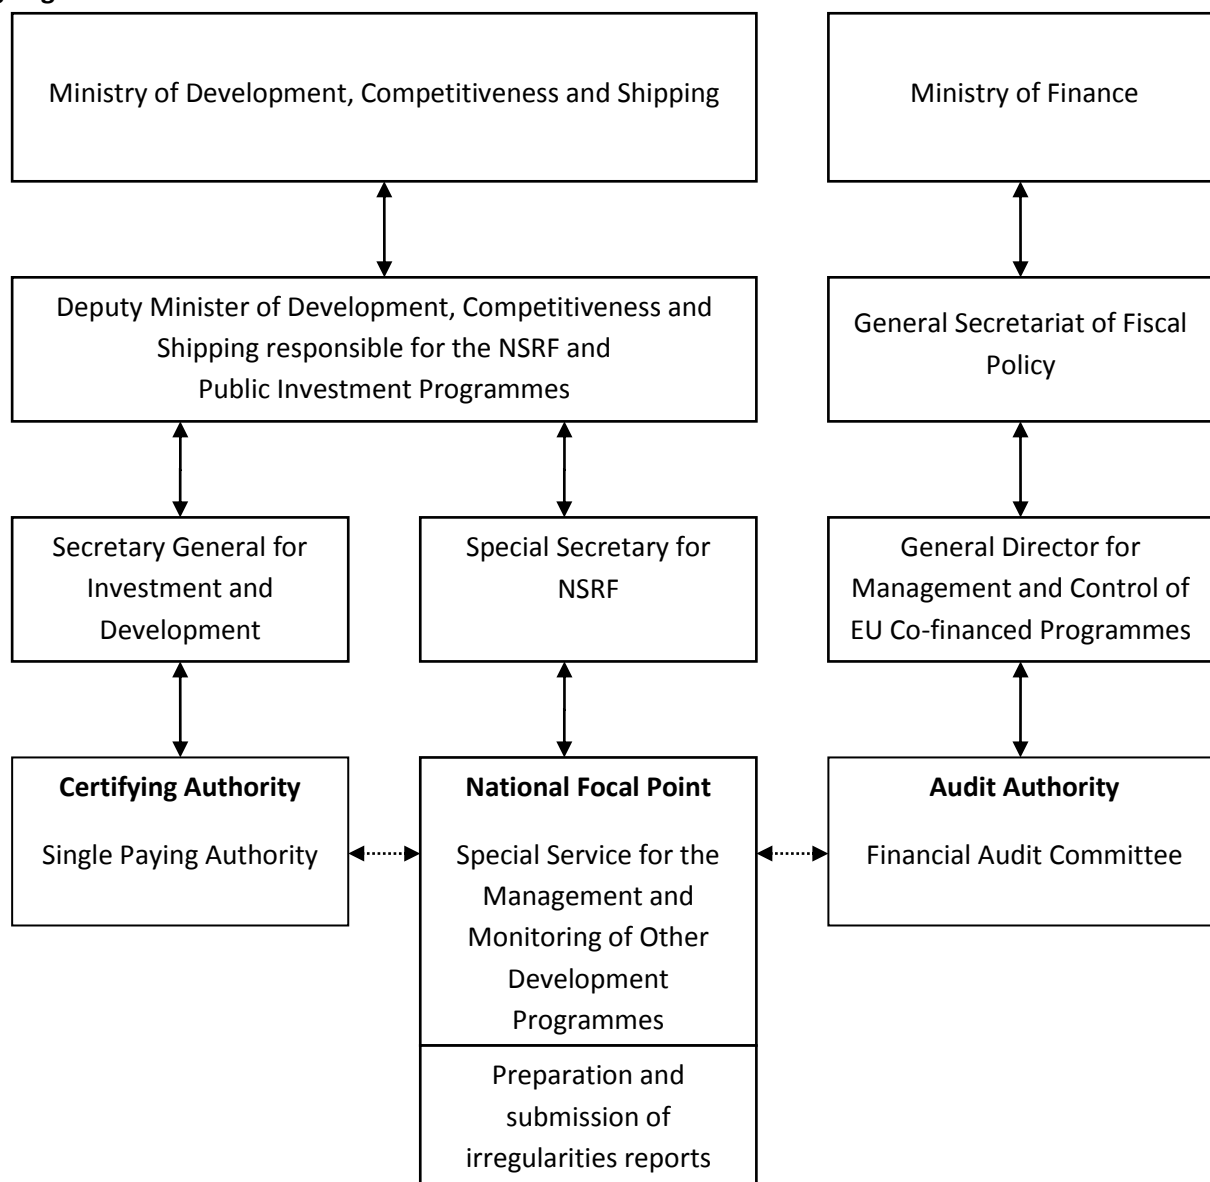 Ministry of Development, Competitiveness and Shipping
Ministry of Finance
Deputy Minister of Development, Competitiveness and
Shipping responsible for the NSRF and
Public Investment Programmes
General Secretariat of Fiscal
Policy
Secretary General for
Investment and
Development
Special Secretary for
NSRF
General Director for
Management and Control of
EU Co-financed Programmes
Certifying Authority
Single Paying Authority
National Focal Point
Special Service for the
Management and
Monitoring of Other
Development
Programmes
Preparation and
submission of
irregularities reports
Audit Authority
Financial Audit Committee